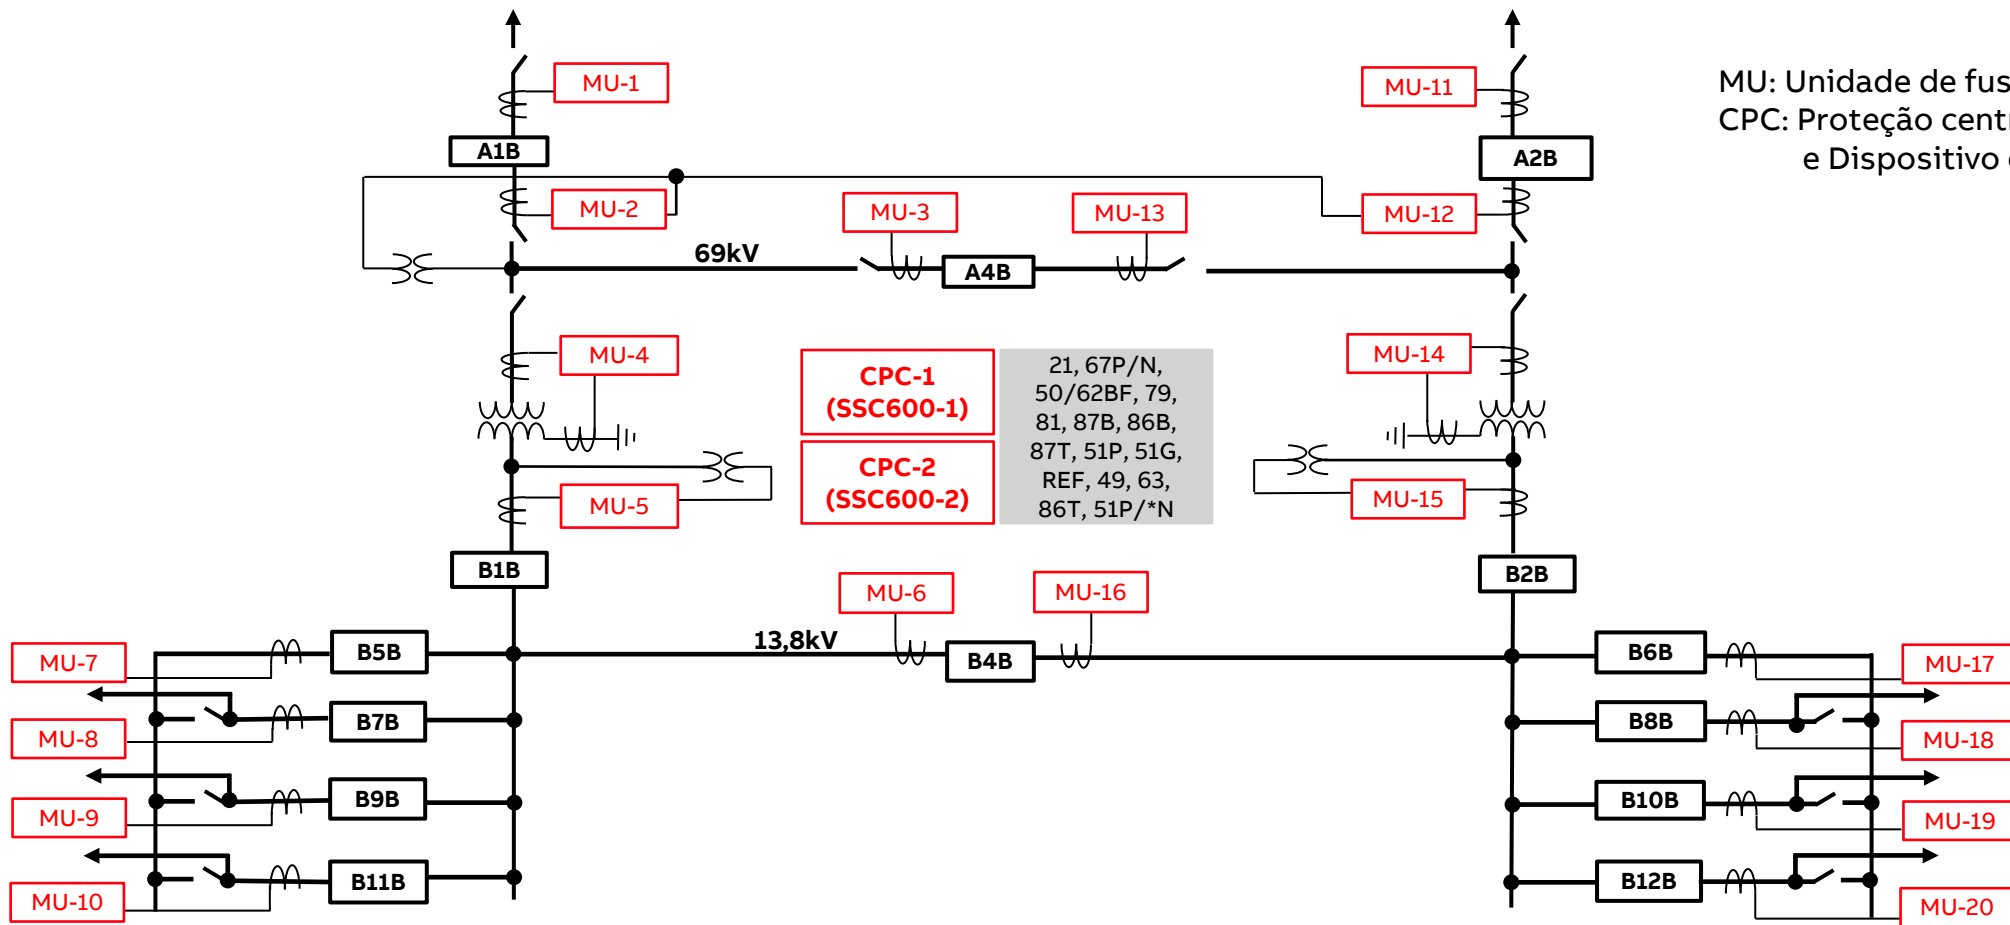 MU-1
MU-11
MU: Unidade de
CPC: Proteção
e Dispositivo
A1B
A2B
MU-2
MU-3
MU-13
MU-12
69kV
A4B
MU-4
MU-14
CPC-1
(SSC600-1)
CPC-2
(SSC600-2)
21, 67P/N,
50/62BF, 79,
81, 87B, 86B,
87T, 51P, 51G,
REF, 49, 63,
86T, 51P/*N
MU-5
MU-15
B1B
B2B
MU-6
MU-16
13,8kV
B4B
MU-7
B5B
B6B
MU-17
MU-8
B7B
B8B
MU-18
MU-9
B9B
B10B
MU-19
MU-10
B11B
B12B
MU-20